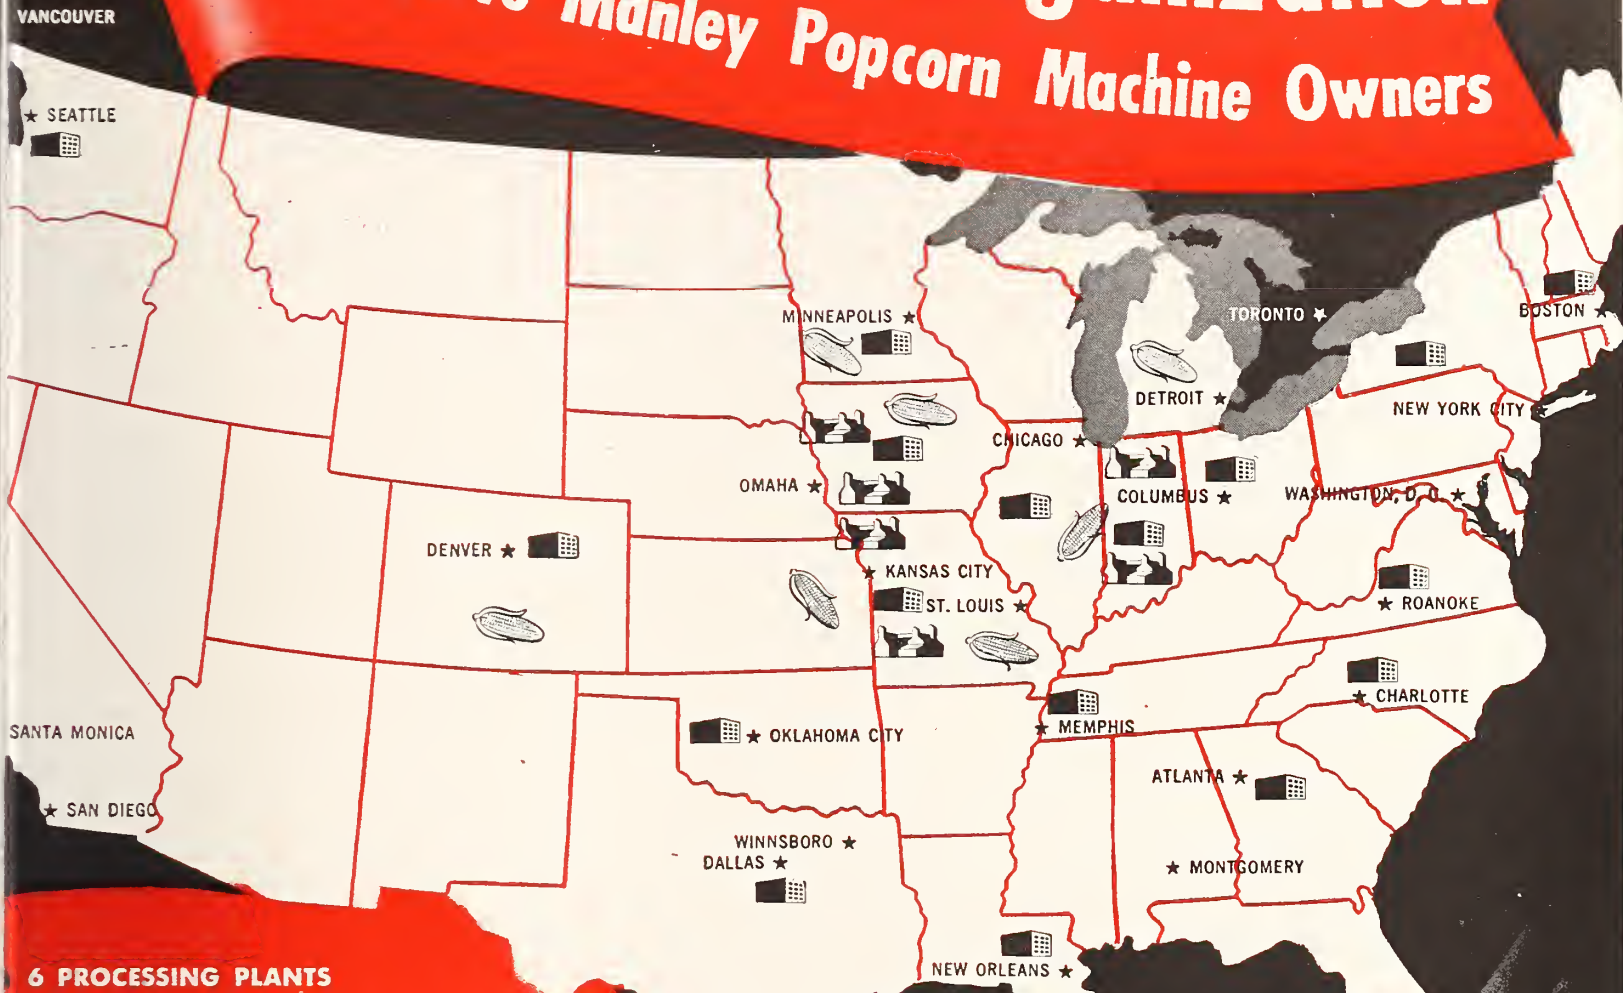 VANCOUVER
Manley Popcorn Machine Owners
★ SEATTLE
MINNEAPOLIS ★
TORONTO ★
BOSTON ★
DETROIT ★
NEW YORK CITY ★
CHICAGO ★
OMAHA ★
COLUMBUS ★
WASHINGTON, D. C. ★
DENVER ★
★ KANSAS CITY
ST. LOUIS ★
★ ROANOKE
★ CHARLOTTE
SANTA MONICA
★ OKLAHOMA CITY
★ MEMPHIS
ATLANTA ★
★ SAN DIEGO
WINNSBORO ★
DALLAS ★
★ MONTGOMERY
NEW ORLEANS ★
6 PROCESSING PLANTS